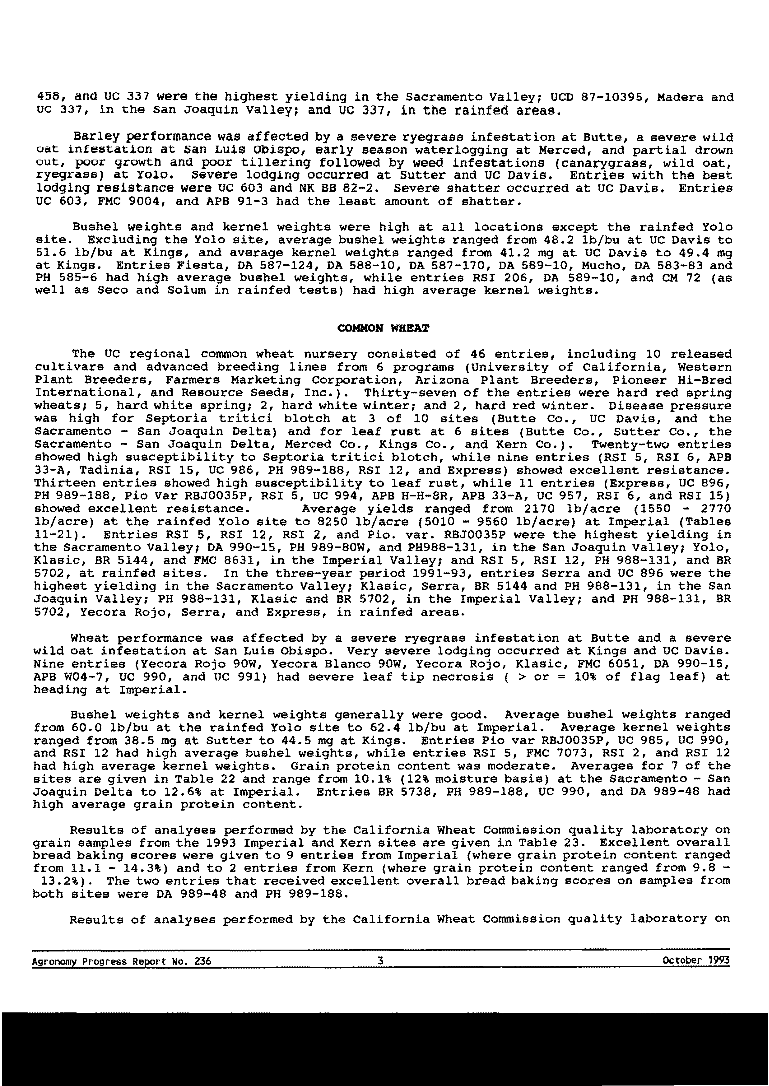 458, and UC 337 were the highest yielding in the Sacramento Valley; UCD 87-10395, Madera and
UC 337, in the San Joaquin Valley; and UC 337, in the rainfed areas.
Barley performance was affected by a severe ryegrass infestation at Butte, a severe wild
oat infestation at San Luis Obispo, early season waterlogging at Merced, and partial drown
out, poor growth and poor tillering followed by weed infestations (canarygrass, wild oat,
ryegrass) at Yolo. Severe lodging occurred at Sutter and UC Davis. Entries with the best
lodging resistance were UC 603 and NK BB 82-2. Severe shatter occurred at UC Davis. Entries
UC 603, FMC 9004, and APB 91-3 had the least amount of shatter.
Bushel weights and kernel weights were high at all locations except the rainfed Yolo
site. Excluding the Yolo site, average bushel weights ranged from 48.2 lb/bu at UC Davis to
51.6 lb/bu at Kings, and average kernel weights ranged from 41.2 mg at UC Davis to 49.4 mg
at Kings. Entries Fiesta, DA 587-124, DA 588-10, DA 587-170, DA 589-10, Mucho, DA 583-83 and
PH 585-6 had high average bushel weights, while entries RSI 206, DA 589-10, and CM 72 (as
well as Seco and Solum in rainfed tests) had high average kernel weights.
COMMON WHEAT
The UC regional common wheat nursery consisted of 46 entries, including 10 released
cultivars and advanced breeding lines from 6 programs (University of California, Western
Plant Breeders, Farmers Marketing Corporation, Arizona Plant Breeders, Pioneer Hi-Bred
International, and Resource Seeds, Inc.). Thirty-seven of the entries were hard red spring
wheats; 5, hard white spring; 2, hard white winter; and 2, hard red winter. Disease pressure
was high for Septoria tritici blotch at 3 of 10 sites (Butte Co., UC Davis, and the
Sacramento - San Joaquin Delta) and for leaf rust at 6 sites (Butte Co., Sutter Co., the
Sacramento - San Joaquin Delta, Merced Co., Kings Co., and Kern Co.). Twenty-two entries
showed high susceptibility to Septoria tritici blotch, while nine entries (RSI 5, RSI 6, APB
33-A, Tadinia, RSI 15, UC 986, PH 989-188, RSI 12, and Express) showed excellent resistance.
Thirteen entries showed high susceptibility to leaf rust, while 11 entries (Express, UC 896,
PH 989-188, Pio Var RBJ0035P, RSI 5, UC 994, APB H-H-8R, APB 33-A, UC 957, RSI 6, and RSI 15)
showed excellent resistance. Average yields ranged from 2170 lb/acre (1550 - 2770
lb/acre) at the rainfed Yolo site to 8250 lb/acre (5010 - 9560 lb/acre) at Imperial (Tables
11-21). Entries RSI 5, RSI 12, RSI 2, and Pio. var. RBJ0035P were the highest yielding in
the Sacramento Valley; DA 990-15, PH 989-80W, and PH988-131, in the San Joaquin Valley; Yolo,
Klasic, BR 5144, and FMC 8631, in the Imperial Valley; and RSI 5, RSI 12, PH 988-131, and BR
5702, at rainfed sites. In the three-year period 1991-93, entries Serra and UC 896 were the
highest yielding in the Sacramento Valley; Klasic, Serra, BR 5144 and PH 988-131, in the San
Joaquin Valley; PH 988-131, Klasic and BR 5702, in the Imperial Valley; and PH 988-131, BR
5702, Yecora Rojo, Serra, and Express, in rainfed areas.
Wheat performance was affected by a severe ryegrass infestation at Butte and a severe
wild oat infestation at San Luis Obispo. Very severe lodging occurred at Kings and UC Davis.
Nine entries (Yecora Rojo 90W, Yecora Blanco 90W, Yecora Rojo, Klasic, FMC 6051, DA 990-15,
APB W04-7, UC 990, and UC 991) had severe leaf tip necrosis ( > or = 10% of flag leaf) at
heading at Imperial.
Bushel weights and kernel weights generally were good. Average bushel weights ranged
from 60.0 lb/bu at the rainfed Yolo site to 62.4 lb/bu at Imperial. Average kernel weights
ranged from 38.5 mg at Sutter to 44.5 mg at Kings. Entries Pio var RBJ0035P, UC 985, UC 990,
and RSI 12 had high average bushel weights, while entries RSI 5, FMC 7073, RSI 2, and RSI 12
had high average kernel weights. Grain protein content was moderate. Averages for 7 of the
sites are given in Table 22 and range from 10.1% (12% moisture basis) at the Sacramento - San
Joaquin Delta to 12.6% at Imperial. Entries BR 5738, PH 989-188, UC 990, and DA 989-48 had
high average grain protein content.
Results of analyses performed by the California Wheat Commission quality laboratory on
grain samples from the 1993 Imperial and Kern sites are given in Table 23. Excellent overall
bread baking scores were given to 9 entries from Imperial (where grain protein content ranged
from 11.1 - 14.3%) and to 2 entries from Kern (where grain protein content ranged from 9.8 -
13.2%). The two entries that received excellent overall bread baking scores on samples from
both sites were DA 989-48 and PH 989-188.
Results of analyses performed by the California Wheat Commission quality laboratory on
Agronomy Progress Report No. 236 3 October 1993